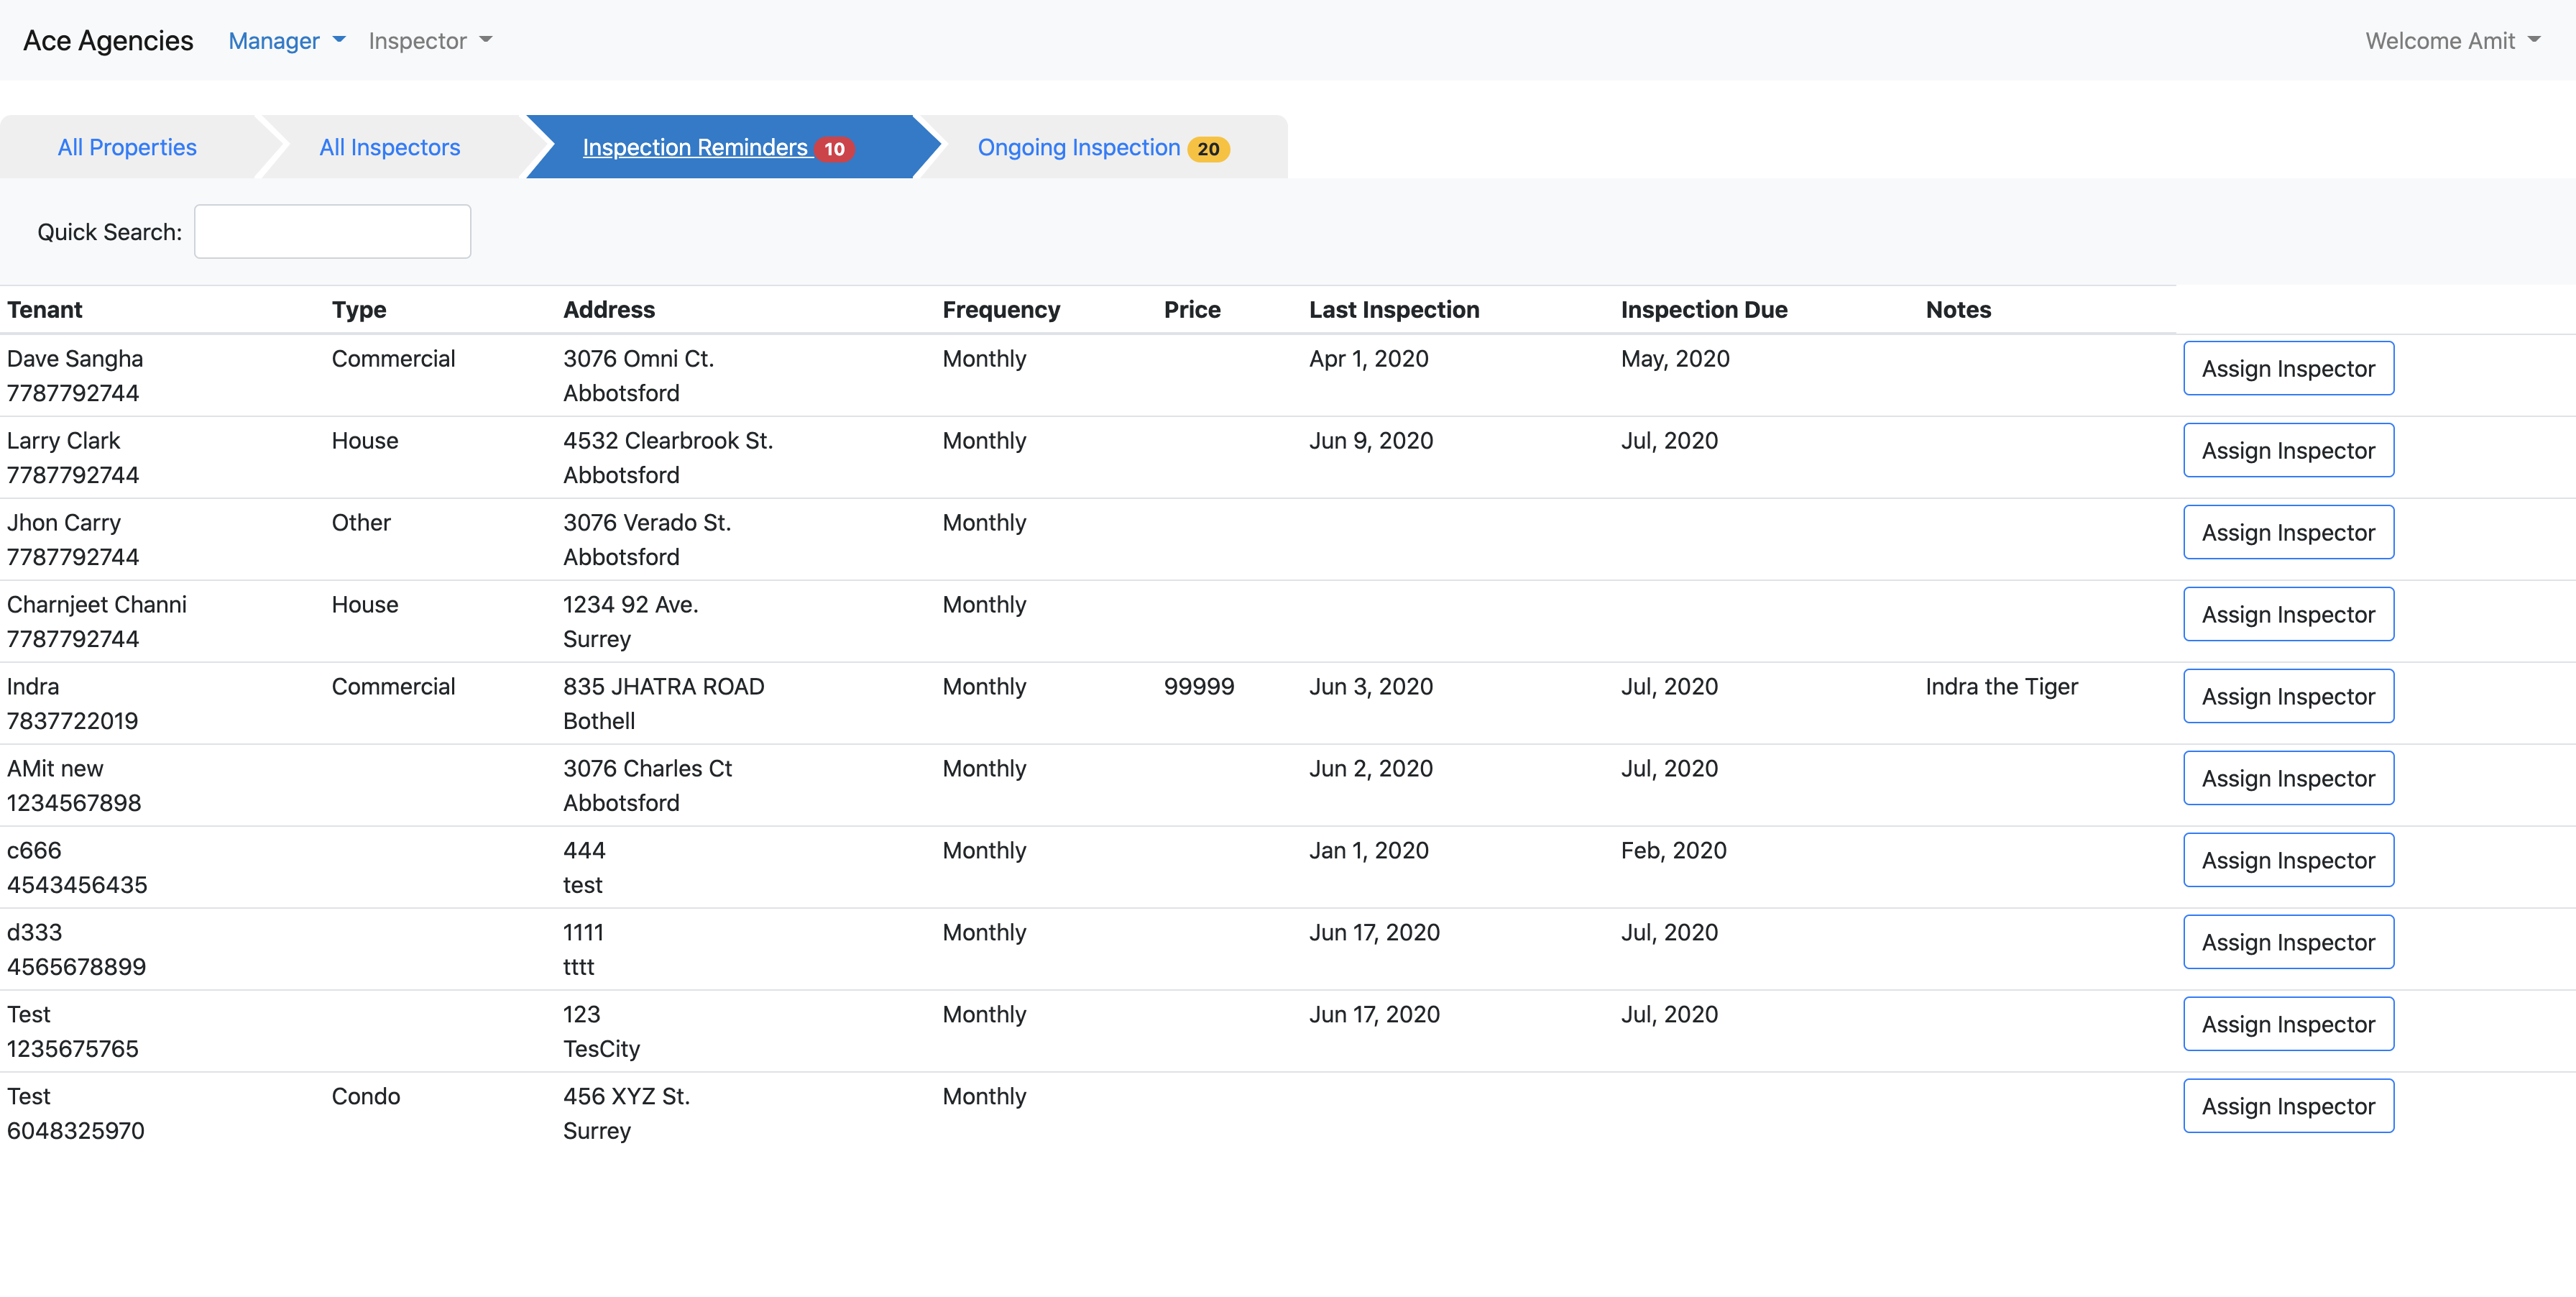 Ace Agencies Manager Inspector Welcome Amit
All Properties All Inspectors Inspection Reminders 10 Ongoing Inspection 20
Quick Search:
Tenant Type Address Frequency Price Last Inspection Inspection Due Notes
Dave Sangha Commercial 3076 Omni Ct. Monthly Apr 1, 2020 May, 2020 Assign Inspector
7787792744 Abbotsford
Larry Clark House 4532 Clearbrook St. Monthly Jun 9, 2020 Jul, 2020 Assign Inspector
7787792744 Abbotsford
Jhon Carry Other 3076 Verado St. Monthly Assign Inspector
7787792744 Abbotsford
Charnjeet Channi House 1234 92 Ave. Monthly Assign Inspector
7787792744 Surrey
Indra Commercial 835 JHATRA ROAD Monthly 99999 Jun 3, 2020 Jul, 2020 Indra the Tiger Assign Inspector
7837722019 Bothell
AMit new 3076 Charles Ct Monthly Jun 2, 2020 Jul, 2020 Assign Inspector
1234567898 Abbotsford
c666 444 Monthly Jan 1, 2020 Feb, 2020 Assign Inspector
4543456435 test
d333 1111 Monthly Jun 17, 2020 Jul, 2020 Assign Inspector
4565678899 tttt
Test 123 Monthly Jun 17, 2020 Jul, 2020 Assign Inspector
1235675765 TesCity
Test Condo 456 XYZ St. Monthly Assign Inspector
6048325970 Surrey